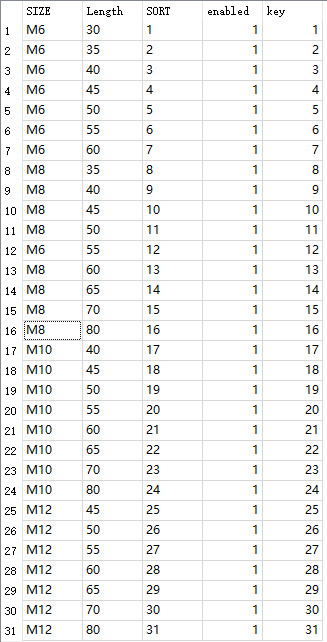 SIZE Length SORT enabled key
1 M6 30 1 1 1
2 M6 35 2 1 2
3 M6 40 3 1 3
4 M6 45 4 1 4
5 M6 50 5 1 5
6 M6 55 6 1 6
7 M6 60 7 1 7
8 M8 35 8 1 8
9 M8 40 9 1 9
10 M8 45 10 1 10
11 M8 50 11 1 11
12 M6 55 12 1 12
13 M8 60 13 1 13
14 M8 65 14 1 14
15 M8 70 15 1 15
16 M8 80 16 1 16
17 M10 40 17 1 17
18 M10 45 18 1 18
19 M10 50 19 1 19
20 M10 55 20 1 20
21 M10 60 21 1 21
22 M10 65 22 1 22
23 M10 70 23 1 23
24 M10 80 24 1 24
25 M12 45 25 1 25
26 M12 50 26 1 26
27 M12 55 27 1 27
28 M12 60 28 1 28
29 M12 65 29 1 29
30 M12 70 30 1 30
31 M12 80 31 1 31